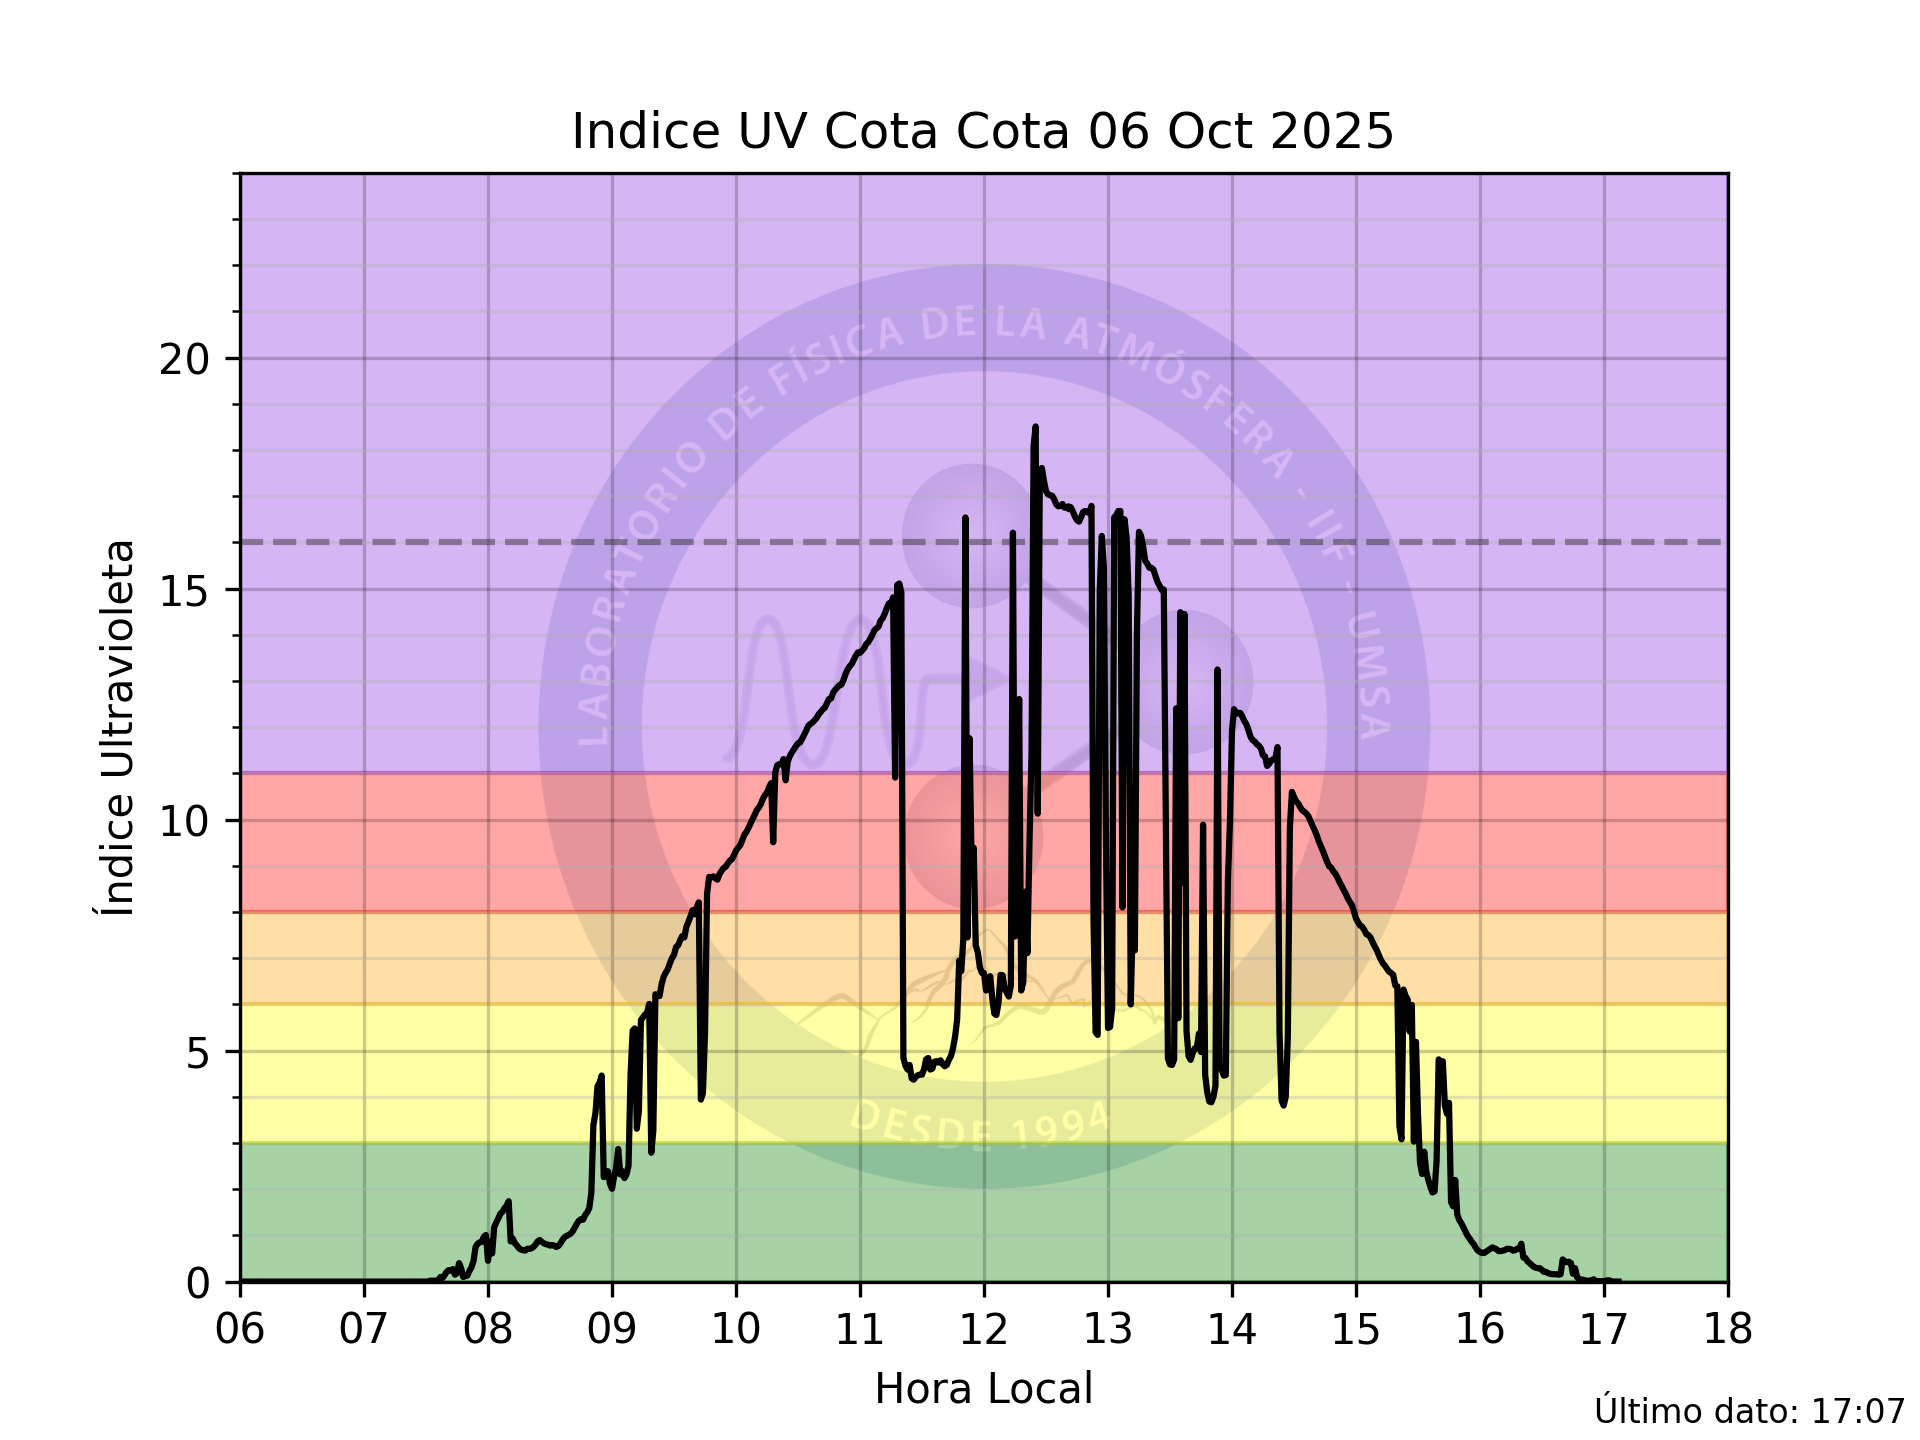 Indice UV Cota Cota 06 Oct 2025
Índice Ultravioleta
20
15
10
5
0
LABORATORIO DE FÍSICA DE LA ATMÓSFERA - IIF - UMSA
DESDE 1994
06 07 08 09 10 11 12 13 14 15 16 17 18
Hora Local
Último dato: 17:07